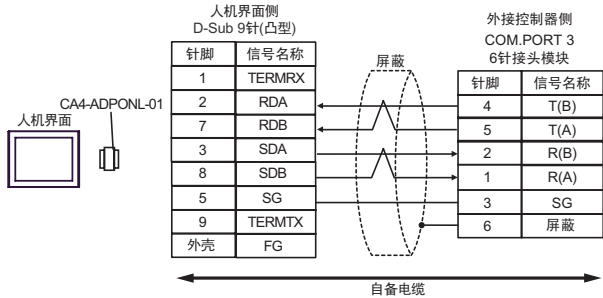 人机界面侧
D-Sub 9针(凸型)
针脚 信号名称
1 TERMRX
2 RDA
7 RDB
3 SDA
8 SDB
5 SG
9 TERMTX
外壳 FG
屏蔽
外接控制器侧
COM.PORT 3
6针接头模块
针脚 信号名称
4 T(B)
5 T(A)
2 R(B)
1 R(A)
3 SG
6 屏蔽
CA4-ADPONL-01
人机界面
自备电缆